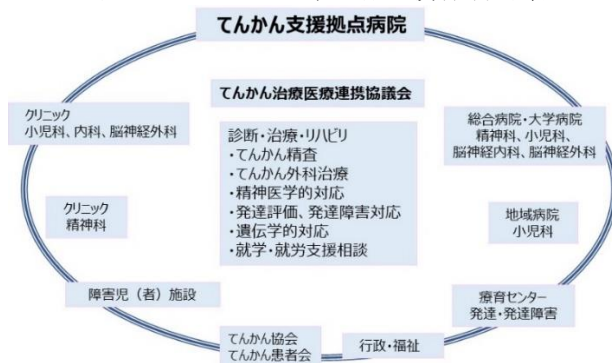 てんかん支援拠点病院
てんかん治療医療連携協議会
クリニック
小児科、内科、脳神経外科
総合病院・大学病院
精神科、小児科、
脳神経内科、脳神経外科
診断・治療・リハビリ
・てんかん精査
・てんかん外科治療
・精神医学的対応
・発達評価、発達障害対応
・遺伝学的対応
・就学・就労支援相談
クリニック
精神科
地域病院
小児科
障害児（者）施設
療育センター
発達・発達障害
てんかん協会
てんかん患者会
行政・福祉